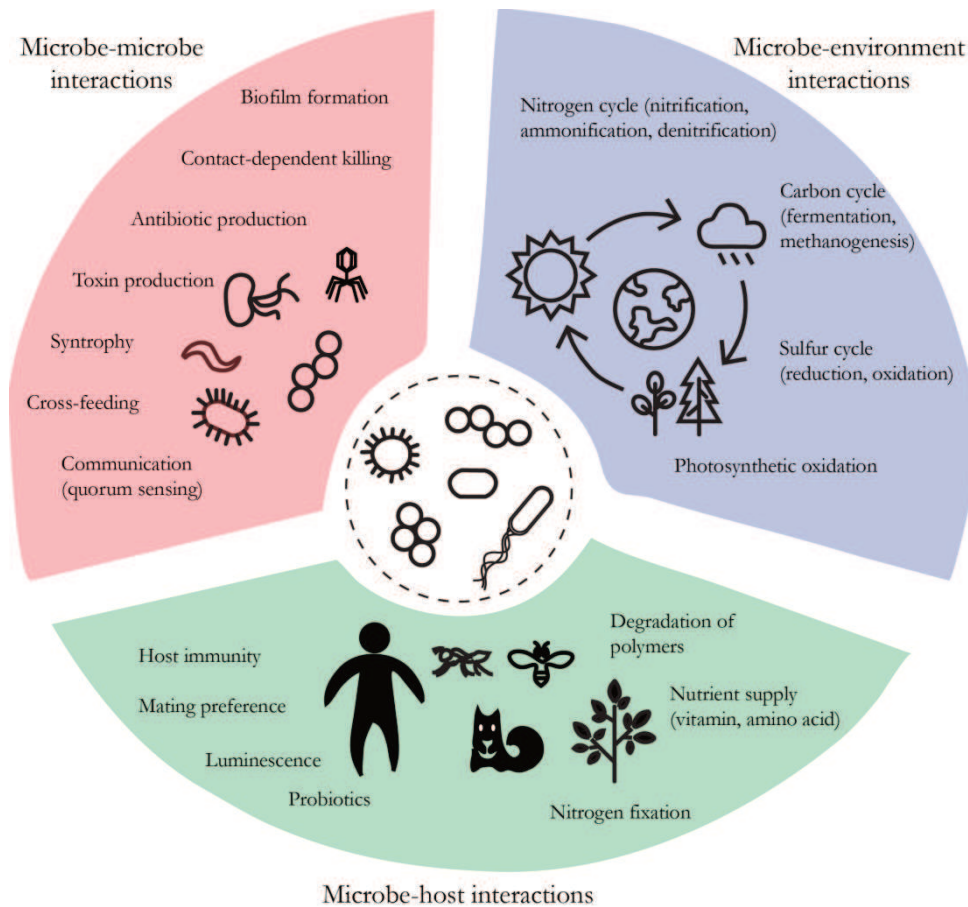 Microbe-microbe
interactions
Biofilm formation
Contact-dependent killing
Antibiotic production
Toxin production
Syntrophy
Cross-feeding
Communication
(quorum sensing)
Microbe-environment
interactions
Nitrogen cycle (nitrification,
ammonification, denitrification)
Carbon cycle
(fermentation,
methanogenesis)
Sulfur cycle
(reduction, oxidation)
Photosynthetic oxidation
Host immunity
Mating preference
Luminescence
Probiotics
Degradation of
polymers
Nutrient supply
(vitamin, amino acid)
Nitrogen fixation
Microbe-host interactions